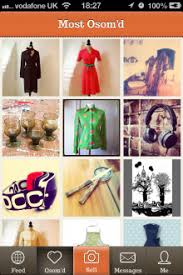 vodafone UK 18:27
Most Osom'd
Feed Osom'd Sell Messages Me